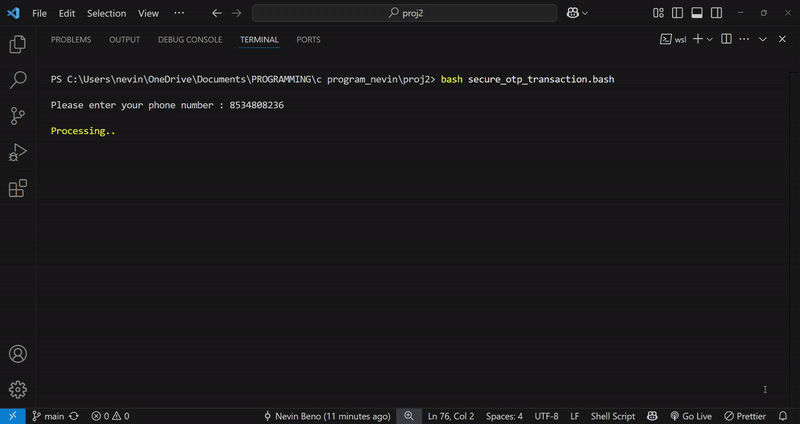 File Edit Selection View ··· proj2
PROBLEMS OUTPUT DEBUG CONSOLE TERMINAL PORTS wsl
PS C:\Users\nevin\OneDrive\Documents\PROGRAMMING\c program_nevin\proj2> bash secure_otp_transaction.bash
Please enter your phone number : 8534808236
Processing..
main 0 0 Nevin Beno (11 minutes ago) Ln 76, Col 2 Spaces: 4 UTF-8 LF Shell Script Go Live Prettier